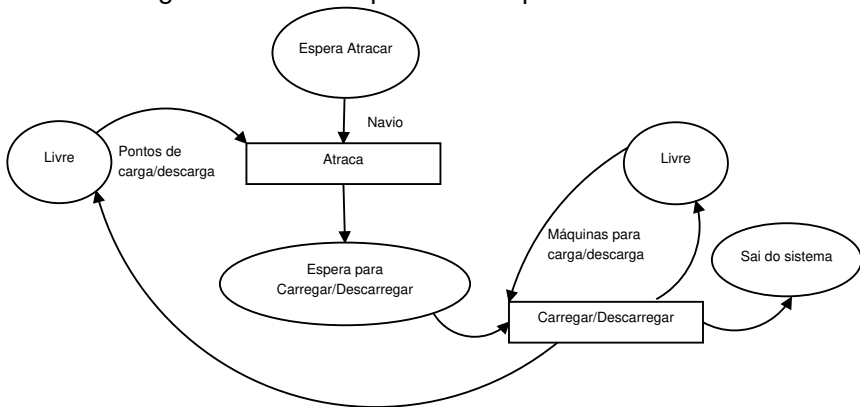 Espera Atracar
Navio
Livre
Pontos de
carga/descarga
Atraca
Livre
Máquinas para
carga/descarga
Sai do sistema
Espera para
Carregar/Descarregar
Carregar/Descarregar